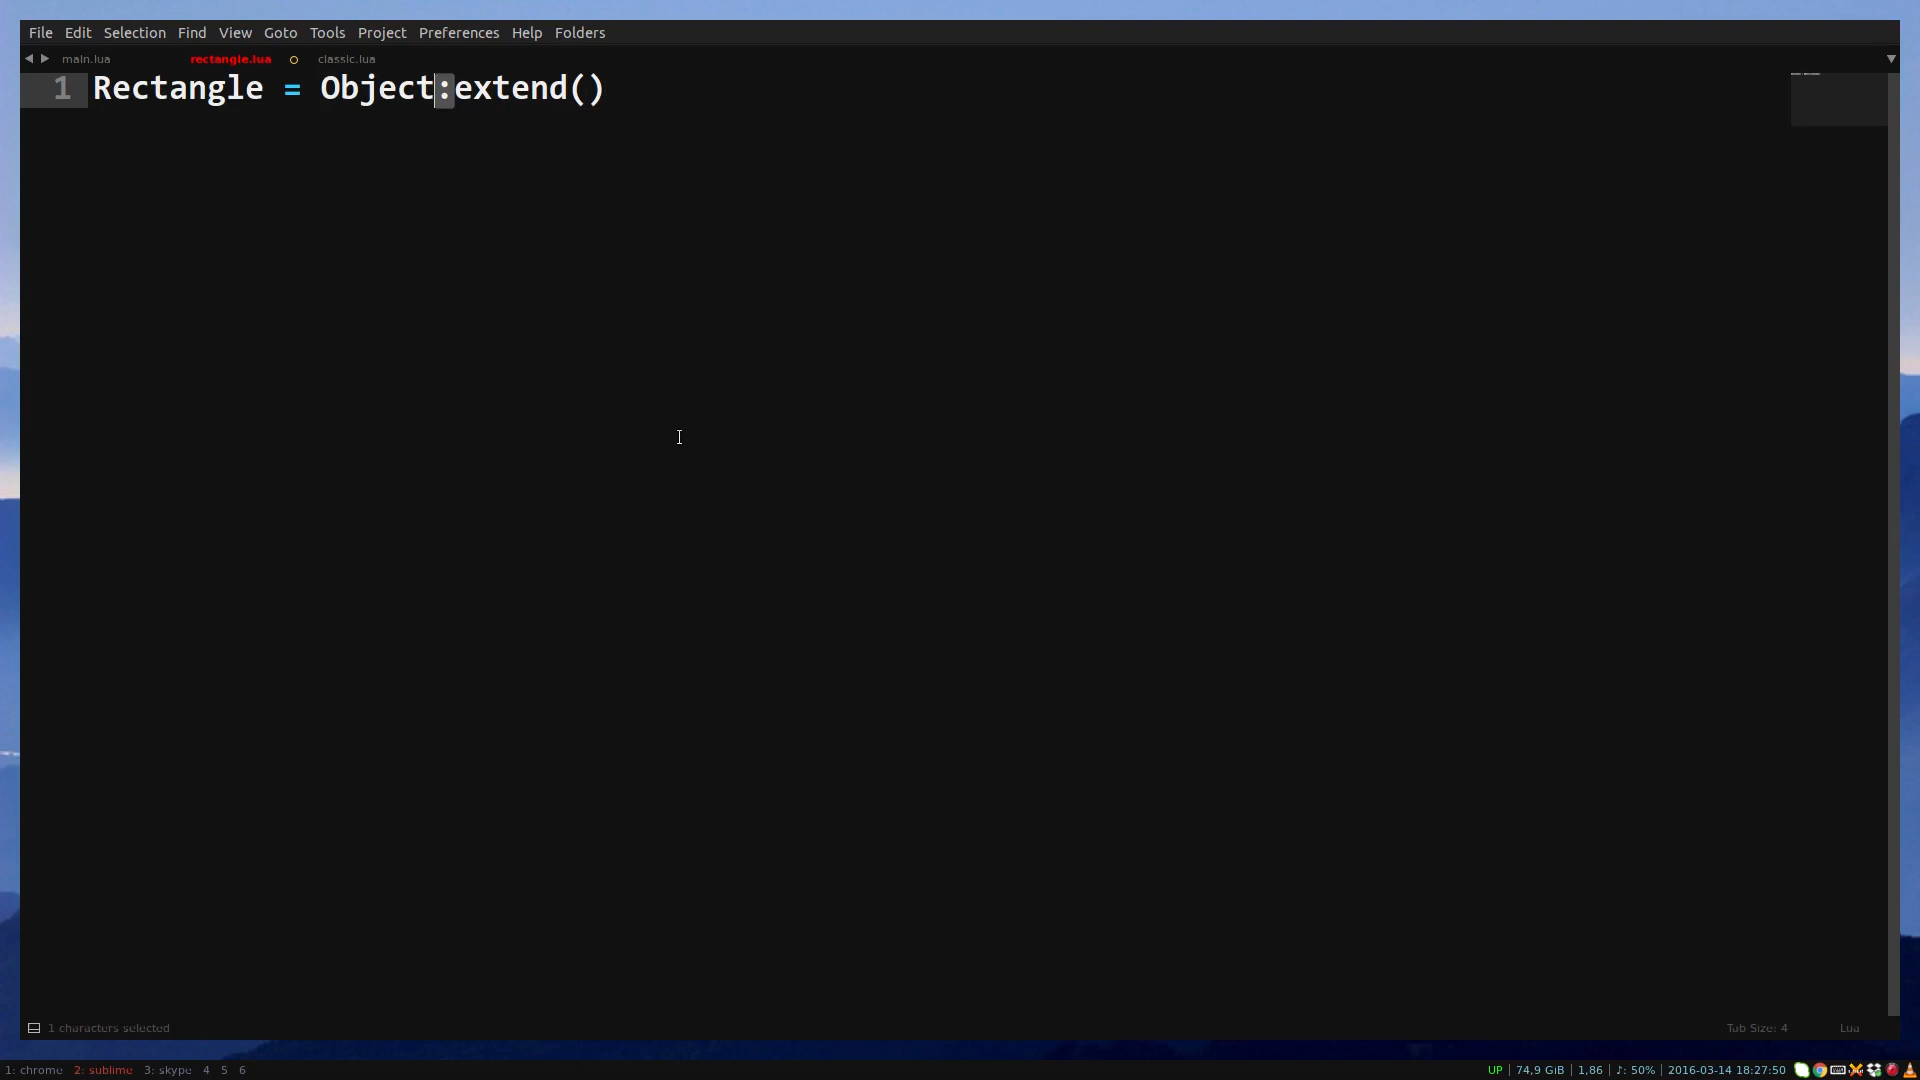 File Edit Selection Find View Goto Tools Project Preferences Help Folders
main.lua rectangle.lua classic.lua
1 Rectangle = Object:extend()
1 characters selected Tab Size: 4 Lua
1: chrome 2: sublime 3: skype 4 5 6 UP | 74,9 GiB | 1,86 | ♪: 50% | 2016-03-14 18:27:50